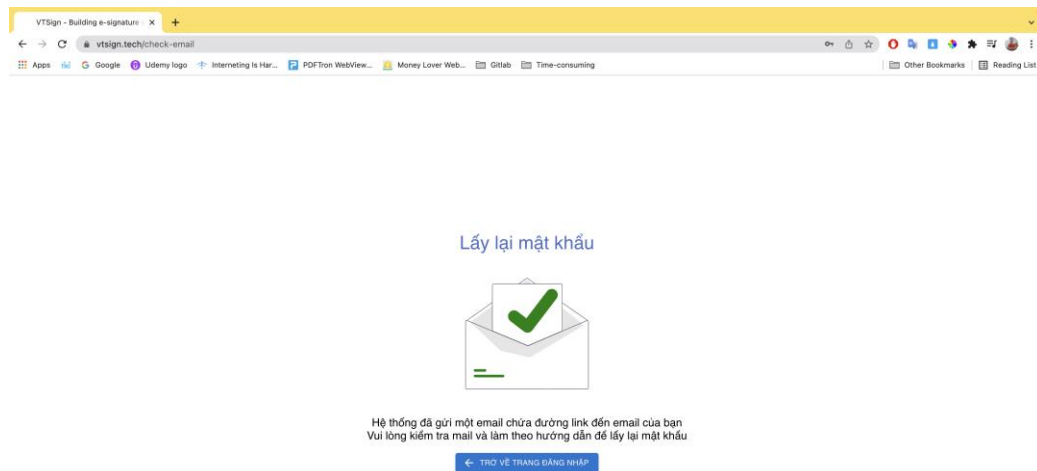 VTSign - Building e-signature
vtsign.tech/check-email
Apps tiki Google Udemy logo Interneting Is Har... PDFTron WebView... Money Lover Web... Gitlab Time-consuming Other Bookmarks Reading List
Lấy lại mật khẩu
Hệ thống đã gửi một email chứa đường link đến email của bạn
Vui lòng kiểm tra mail và làm theo hướng dẫn để lấy lại mật khẩu
TRỞ VỀ TRANG ĐĂNG NHẬP